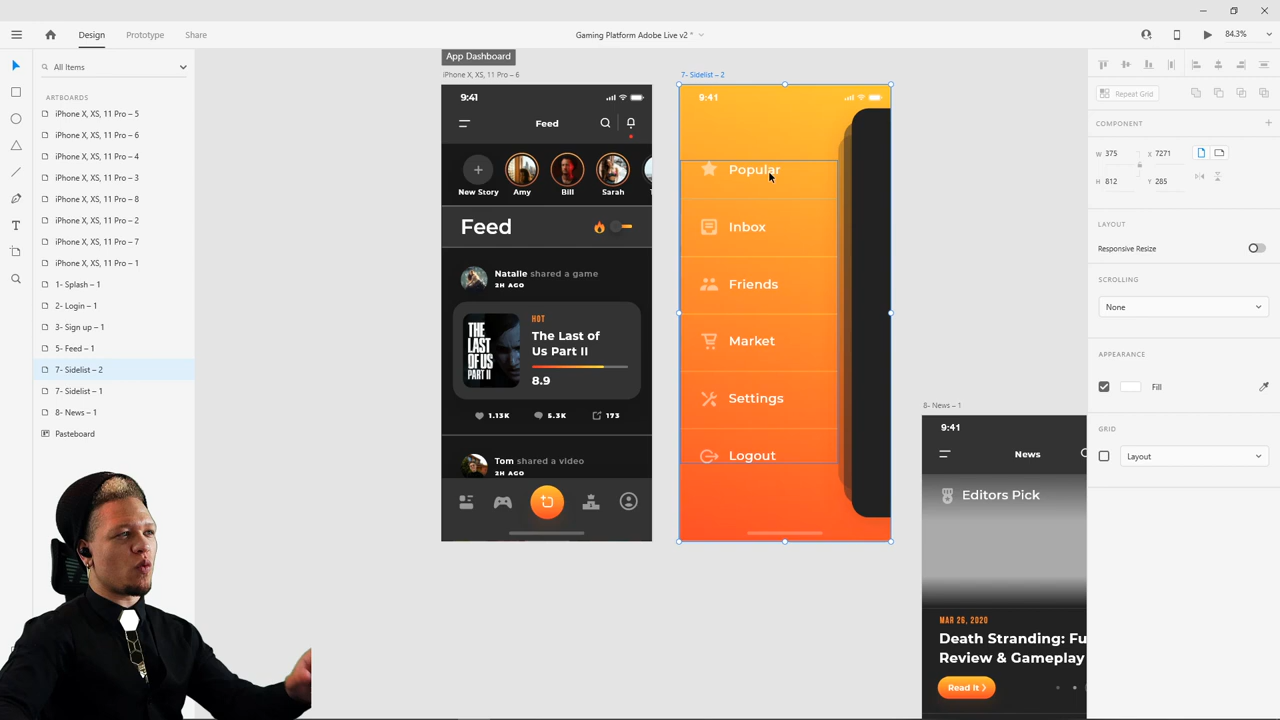 Design
Prototype
Share
Gaming Platform Adobe Live v2 *
84.3%
All Items
ARTBOARDS
iPhone X, XS, 11 Pro – 5
iPhone X, XS, 11 Pro – 6
iPhone X, XS, 11 Pro – 4
iPhone X, XS, 11 Pro – 3
iPhone X, XS, 11 Pro – 8
iPhone X, XS, 11 Pro – 2
iPhone X, XS, 11 Pro – 7
iPhone X, XS, 11 Pro – 1
1- Splash – 1
2- Login – 1
3- Sign up – 1
5- Feed – 1
7- Sidelist – 2
7- Sidelist – 1
8- News – 1
Pasteboard
App Dashboard
iPhone X, XS, 11 Pro – 6
9:41
Feed
New Story
Amy
Bill
Sarah
Feed
Natalie shared a game
2H AGO
THE LAST OF US PART II
HOT
The Last of
Us Part II
8.9
1.13K
5.3K
173
Tom shared a video
2H AGO
7- Sidelist – 2
9:41
Popular
Inbox
Friends
Market
Settings
Logout
8- News – 1
9:41
News
Editors Pick
MAR 26, 2020
Death Stranding: Fu
Review & Gameplay
Read It
Repeat Grid
COMPONENT
W 375
X 7271
H 812
Y 285
LAYOUT
Responsive Resize
SCROLLING
None
APPEARANCE
Fill
GRID
Layout